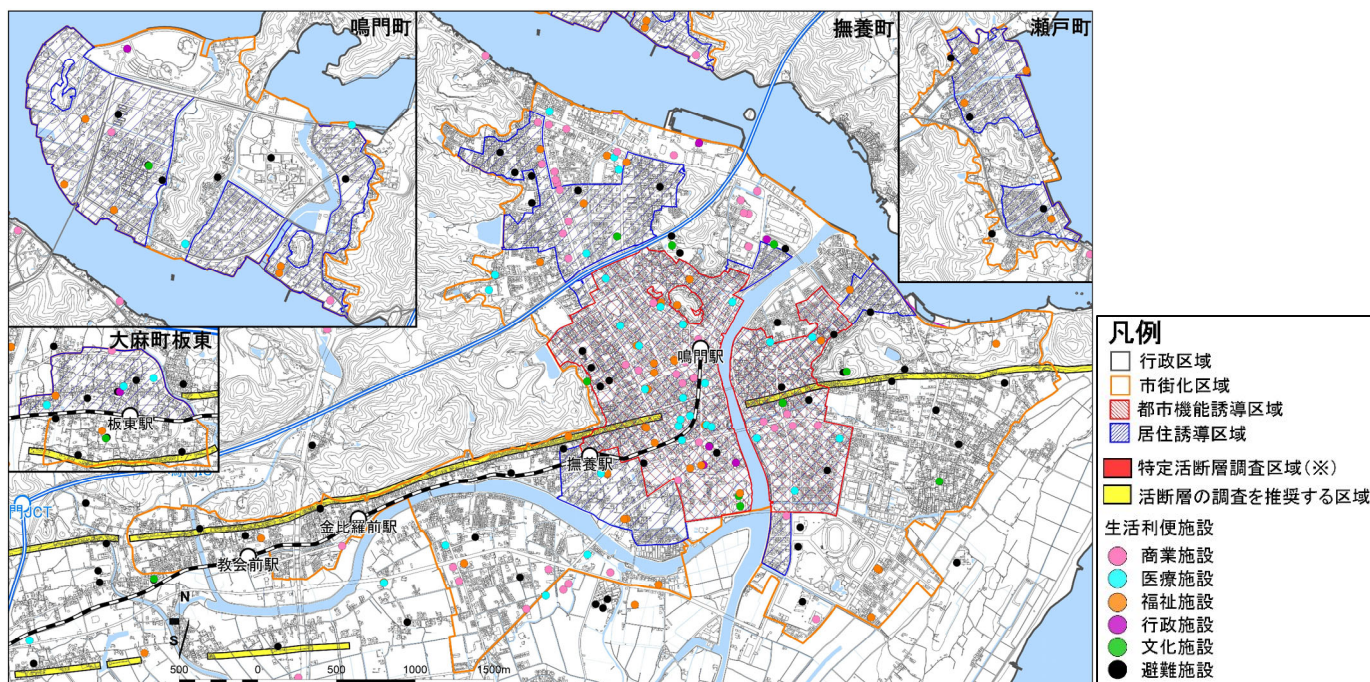 鳴門町
撫養町
瀬戸町
大麻町板東
板東駅
鳴門駅
撫養駅
金比羅前駅
教会前駅
門JCT
N
S
500
0
500
1000
1500m
凡例
行政区域
市街化区域
都市機能誘導区域
居住誘導区域
特定活断層調査区域(※)
活断層の調査を推奨する区域
生活利便施設
商業施設
医療施設
福祉施設
行政施設
文化施設
避難施設